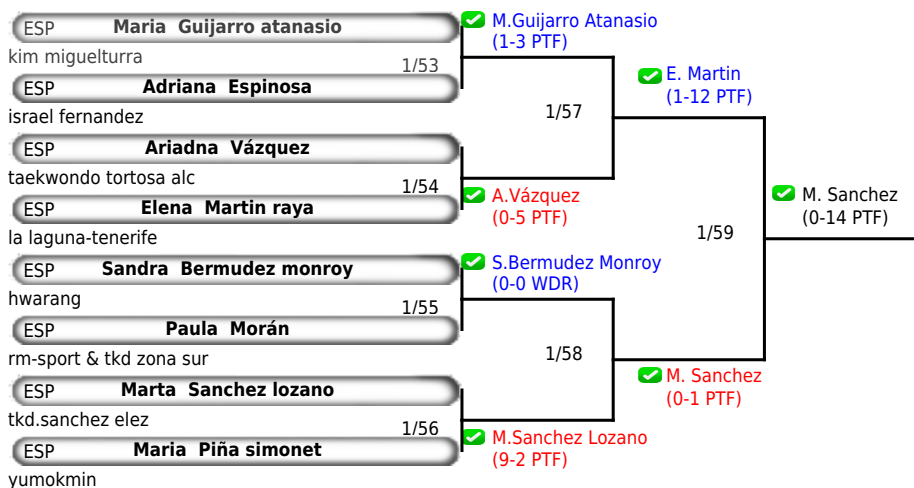 ESP Maria Guijarro atanasio
kim miguelturra
1/53
ESP Adriana Espinosa
israel fernandez
ESP Ariadna Vázquez
taekwondo tortosa alc
1/54
ESP Elena Martin raya
la laguna-tenerife
ESP Sandra Bermudez monroy
hwarang
1/55
ESP Paula Morán
rm-sport & tkd zona sur
ESP Marta Sanchez lozano
tkd.sanchez elez
1/56
ESP Maria Piña simonet
yumokmin
M.Guijarro Atanasio
(1-3 PTF)
1/57
A.Vázquez
(0-5 PTF)
S.Bermudez Monroy
(0-0 WDR)
1/58
M.Sanchez Lozano
(9-2 PTF)
E. Martin
(1-12 PTF)
1/59
M. Sanchez
(0-1 PTF)
M. Sanchez
(0-14 PTF)